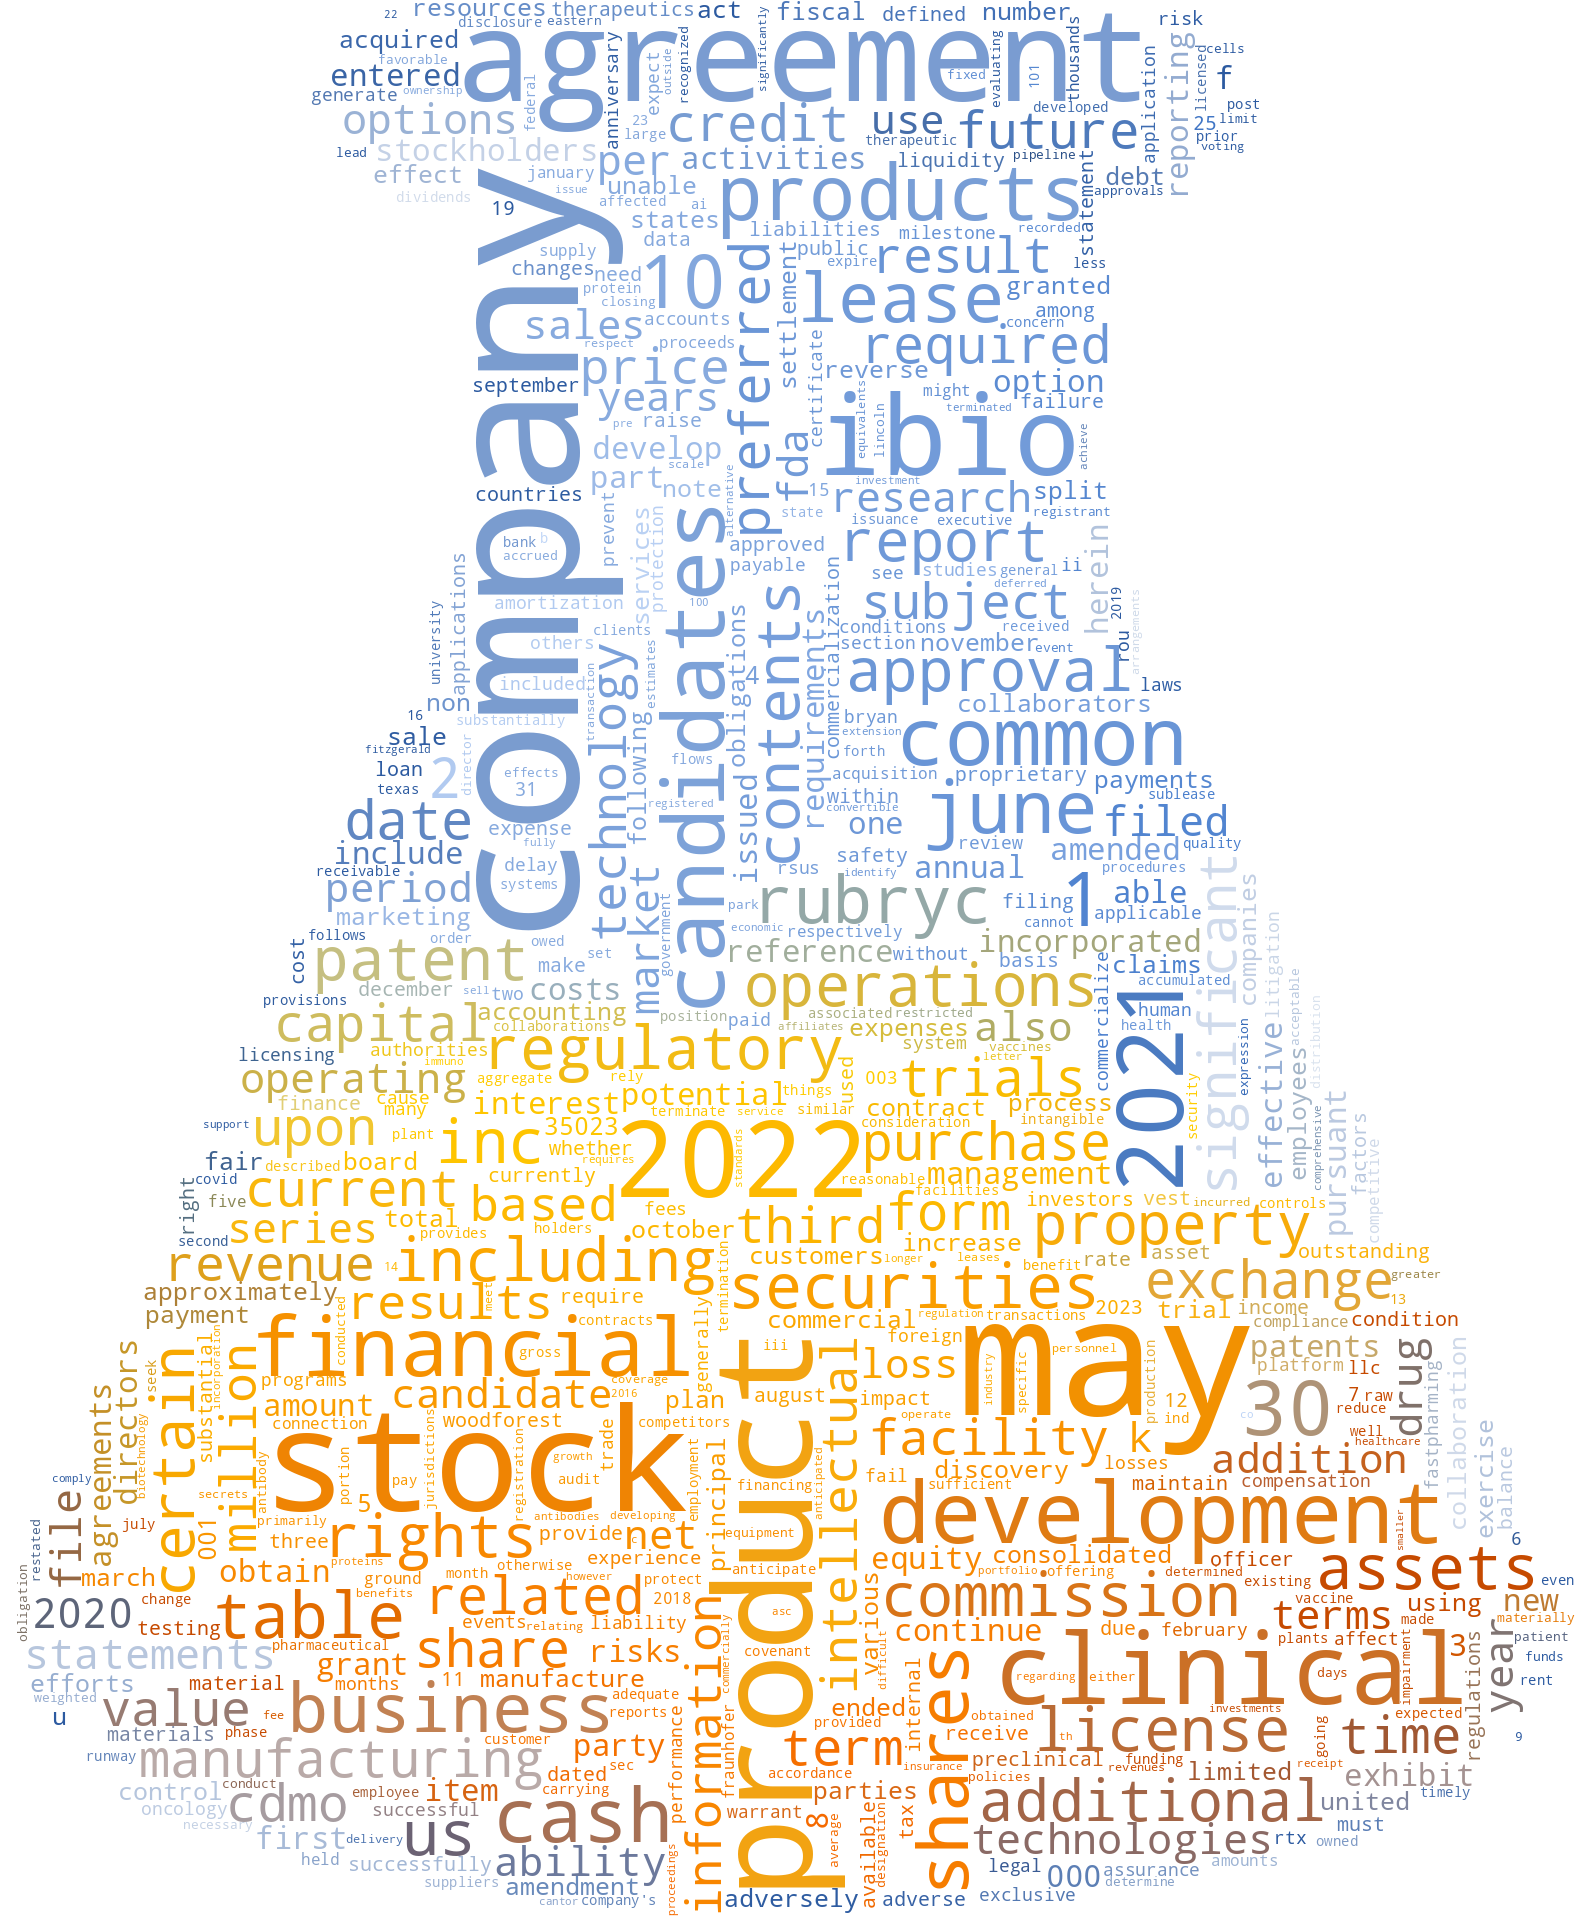 22 resources therapeutics act fiscal defined number
disclosure eastern significantly risk
acquired agreement reporting cells
favorable anniversary recognized evaluating thousands licensed
entered outside expect fixed 101 f
generate ownership federal developed application post
options 23 credit use future 25 limit
large therapeutic prior
lead stockholders per activities liquidity pipeline voting
effect january unable products statement debt
dividends issue affected ai approvals
19 company states liabilities milestone recorded
supply data public result less
changes need 10 preferred settlement expire granted
protein closing lease among
sales accounts concern
respect proceeds required
september price certificate reverse option
years might failure
pre raise ibio terminated
develop fda equivalents lincoln achieve
part scale investment
countries note alternative 15 research split
state issuance executive registrant
bank b prevent services protection candidates approved report herein
accrued payable see studies general ii
amortization 100 contents deferred 2019
university applications clients obligations requirements commercialization subject arrangements
others conditions received
technology estimates section november event rou
included transaction 4 approval laws
non collaborators
16 substantially bryan
sale following extension common
fitzgerald flows forth
loan 2 director effects acquisition proprietary payments
texas 31 registered issued within sublease
date expense convertible june filed
include fully one review amended quality
receivable delay market rsus safety annual procedures
period systems identify
marketing government park rubryc filing 1 able significant companies
follows order economic respectively cannot applicable
cost patent owed set reference without incorporated litigation
december make basis claims
provisions sell two costs operations commercialize accumulated acceptable
capital accounting position paid associated restricted 2021 human distribution
collaborations affiliates expenses also health effective
licensing authorities regulatory system vaccines employees
immuno letter expression
operating aggregate rely things 003 trials
finance cause interest potential used process security pursuant
many terminate service similar contract intangible comprehensive
support upon plant inc 35023 2022 consideration factors
whether standards purchase competitive
fair described board requires
covid currently reasonable management
right five current based facilities investors vest incurred controls
series total fees third form property
second provides holders october increase outstanding
revenue 14 including customers longer leases benefit rate asset
meet termination securities exchange greater
approximately results require 2023 13
payment conducted contracts generally commercial regulation transactions trial income
substantial incorporation financial iii foreign may compliance condition
directors seek certain million gross product intellectual loss industry specific personnel patents drug collaboration
programs coverage platform llc
agreements amount candidate 2016 plan august impact production 12 30 7 raw
connection woodforest competitors operate ind co reduce fastpharming exercise
biotechnology stock trade facility k well
antibody jurisdictions growth employment principal healthcare
comply portion pay registration audit financing anticipated fail discovery losses addition balance
secrets sufficient maintain compensation
file 5 antibodies developing development smaller
july 001 primarily rights provide c net equipment 6
restated three experience
obtain proteins otherwise anticipate equity consolidated officer assets
march ground month however protect portfolio offering determined existing even
obligation change benefits related 2018 various commission vaccine using new
2020 table events relating liability asc terms made materially
testing covenant continue due february year
statements pharmaceutical share risks information commercially difficult plants affect 3 patient
efforts grant clinical impairment regulations
material months 11 manufacture regarding either days funds
weighted value adequate internal rent
u fee business reports ended shares obtained investments expected
materials phase customer performance fraunhofer provided license time
runway manufacturing party term receive th going 9
dated sec preclinical funding
control conduct employee item carrying accordance insurance policies revenues limited receipt exhibit
oncology cdmo cash warrant parties additional united timely
necessary successful 8 tax must
first delivery us average available designation technologies rtx owned
held successfully ability proceedings legal amounts
suppliers amendment 000 assurance
cantor company's adversely adverse exclusive determine